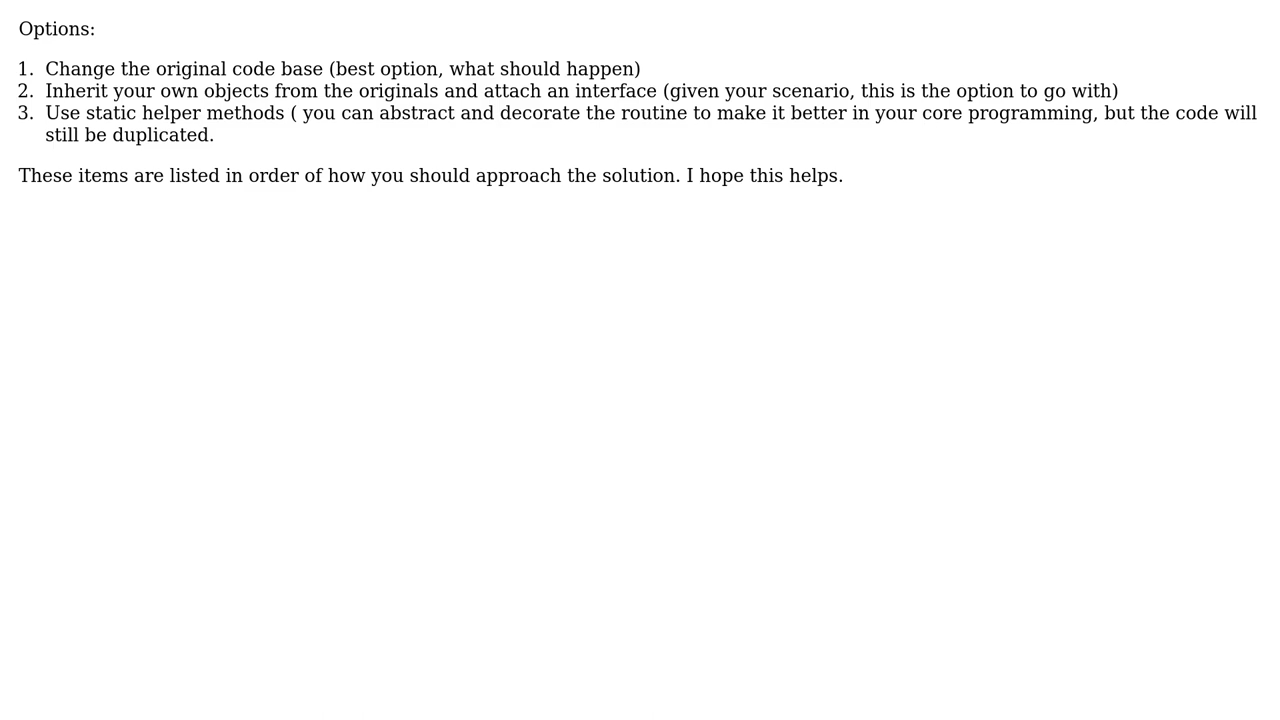 Options:
1. Change the original code base (best option, what should happen)
2. Inherit your own objects from the originals and attach an interface (given your scenario, this is the option to go with)
3. Use static helper methods ( you can abstract and decorate the routine to make it better in your core programming, but the code will
still be duplicated.
These items are listed in order of how you should approach the solution. I hope this helps.